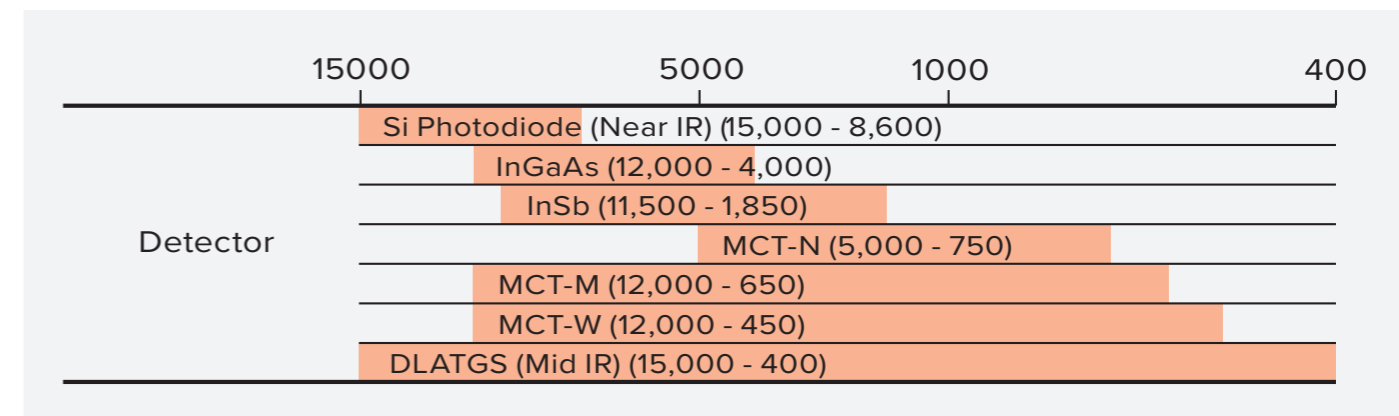 15000 5000 1000 400
Si Photodiode (Near IR) (15,000 - 8,600)
InGaAs (12,000 - 4,000)
InSb (11,500 - 1,850)
Detector
MCT-N (5,000 - 750)
MCT-M (12,000 - 650)
MCT-W (12,000 - 450)
DLATGS (Mid IR) (15,000 - 400)